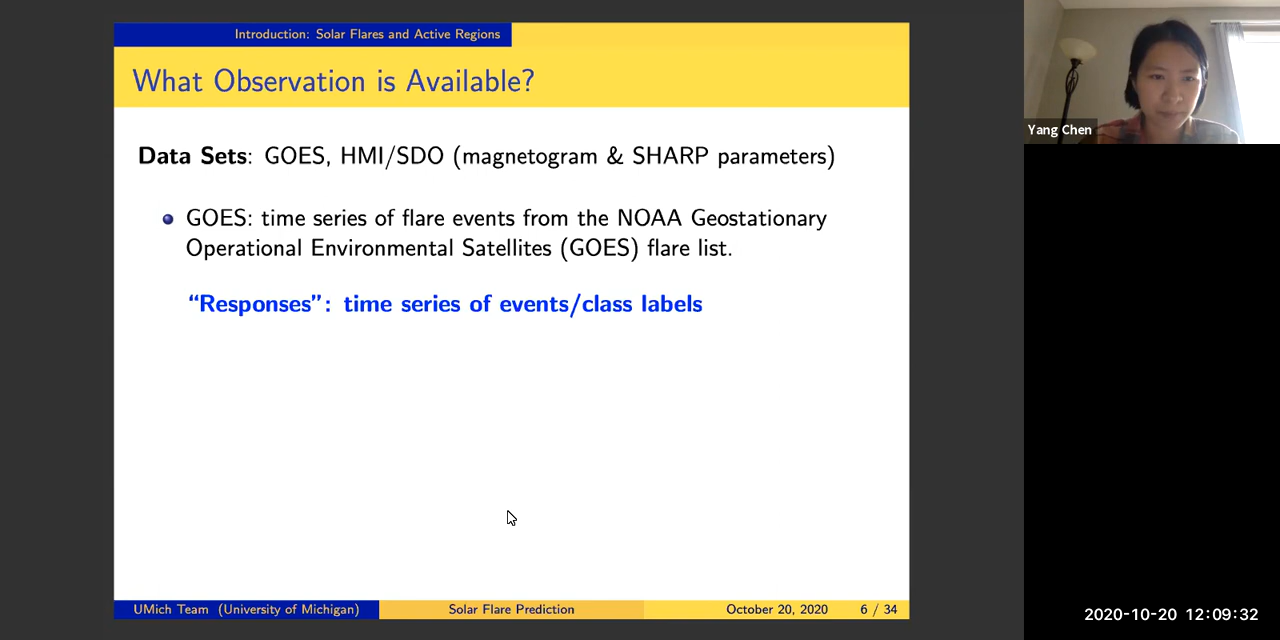 Introduction: Solar Flares and Active Regions
What Observation is Available?
Data Sets: GOES, HMI/SDO (magnetogram & SHARP parameters)
GOES: time series of flare events from the NOAA Geostationary
Operational Environmental Satellites (GOES) flare list.
“Responses”: time series of events/class labels
UMich Team (University of Michigan)
Solar Flare Prediction
October 20, 2020
6 / 34
Yang Chen
2020-10-20 12:09:32